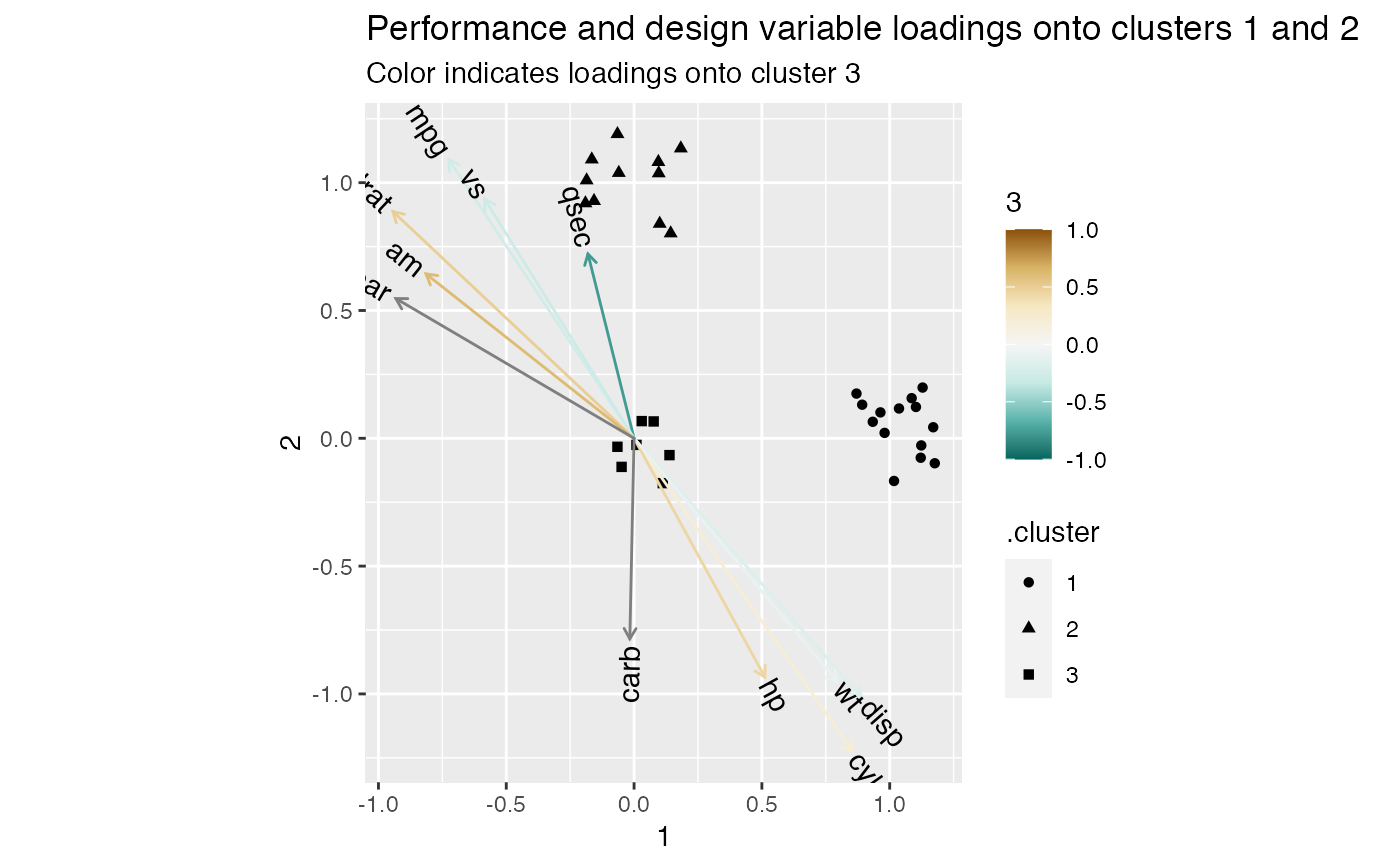 Performance and design variable loadings onto clusters 1 and 2
Color indicates loadings onto cluster 3
mpg
vs
qsec
rat
am
ar
carb
hp
wt
disp
cyl
1.0
0.5
0.0
-0.5
-1.0
2
-1.0
-0.5
0.0
0.5
1.0
1
3
1.0
0.5
0.0
-0.5
-1.0
.cluster
1
2
3